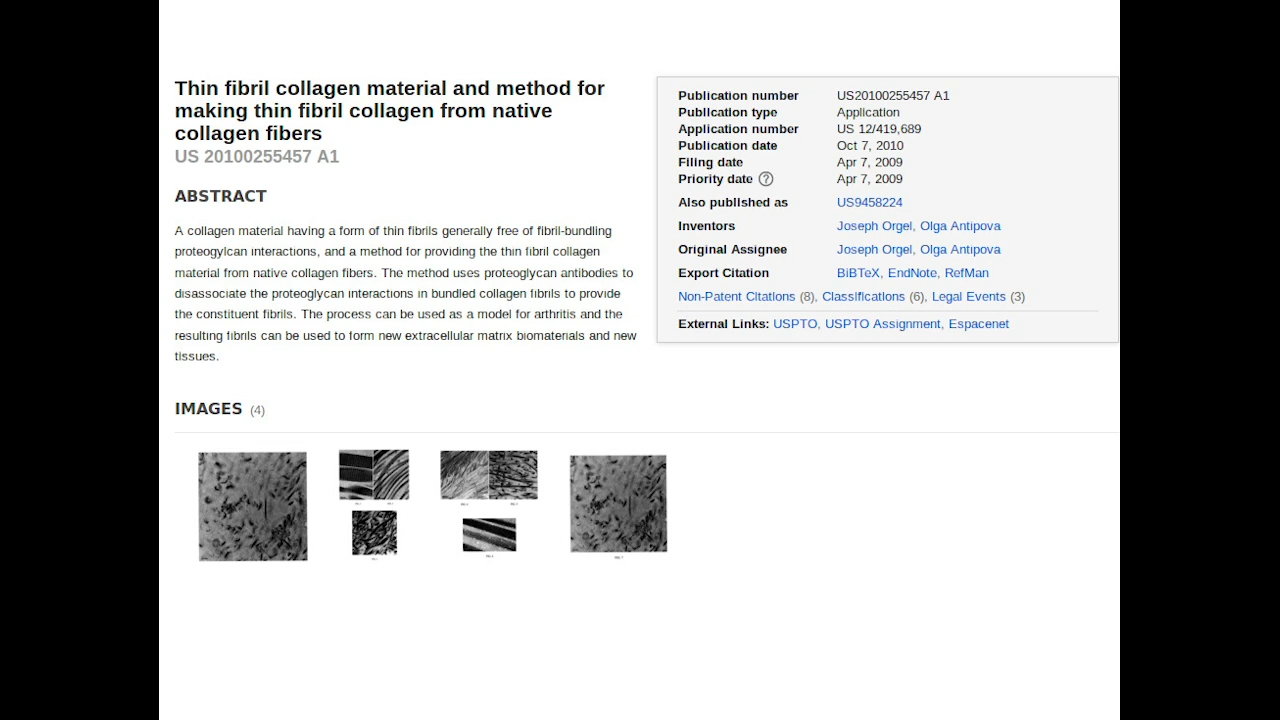 Thin fibril collagen material and method for
making thin fibril collagen from native
collagen fibers
US 20100255457 A1
ABSTRACT
A collagen material having a form of thin fibrils generally free of fibril-bundling
proteogylcan interactions, and a method for providing the thin fibril collagen
material from native collagen fibers. The method uses proteoglycan antibodies to
disassociate the proteoglycan interactions in bundled collagen fibrils to provide
the constituent fibrils. The process can be used as a model for arthritis and the
resulting fibrils can be used to form new extracellular matrix biomaterials and new
tissues.
IMAGES (4)
Publication number US20100255457 A1
Publication type Application
Application number US 12/419,689
Publication date Oct 7, 2010
Filing date Apr 7, 2009
Priority date ? Apr 7, 2009
Also published as US9458224
Inventors Joseph Orgel, Olga Antipova
Original Assignee Joseph Orgel, Olga Antipova
Export Citation BiBTeX, EndNote, RefMan
Non-Patent Citations (8), Classifications (6), Legal Events (3)
External Links: USPTO, USPTO Assignment, Espacenet